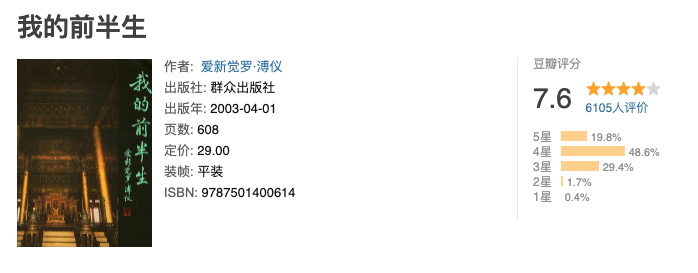 我的前半生
我的前半生
爱新觉罗溥仪
作者: 爱新觉罗·溥仪
出版社: 群众出版社
出版年: 2003-04-01
页数: 608
定价: 29.00
装帧: 平装
ISBN: 9787501400614
豆瓣评分
7.6
6105人评价
5星 19.8%
4星 48.6%
3星 29.4%
2星 1.7%
1星 0.4%